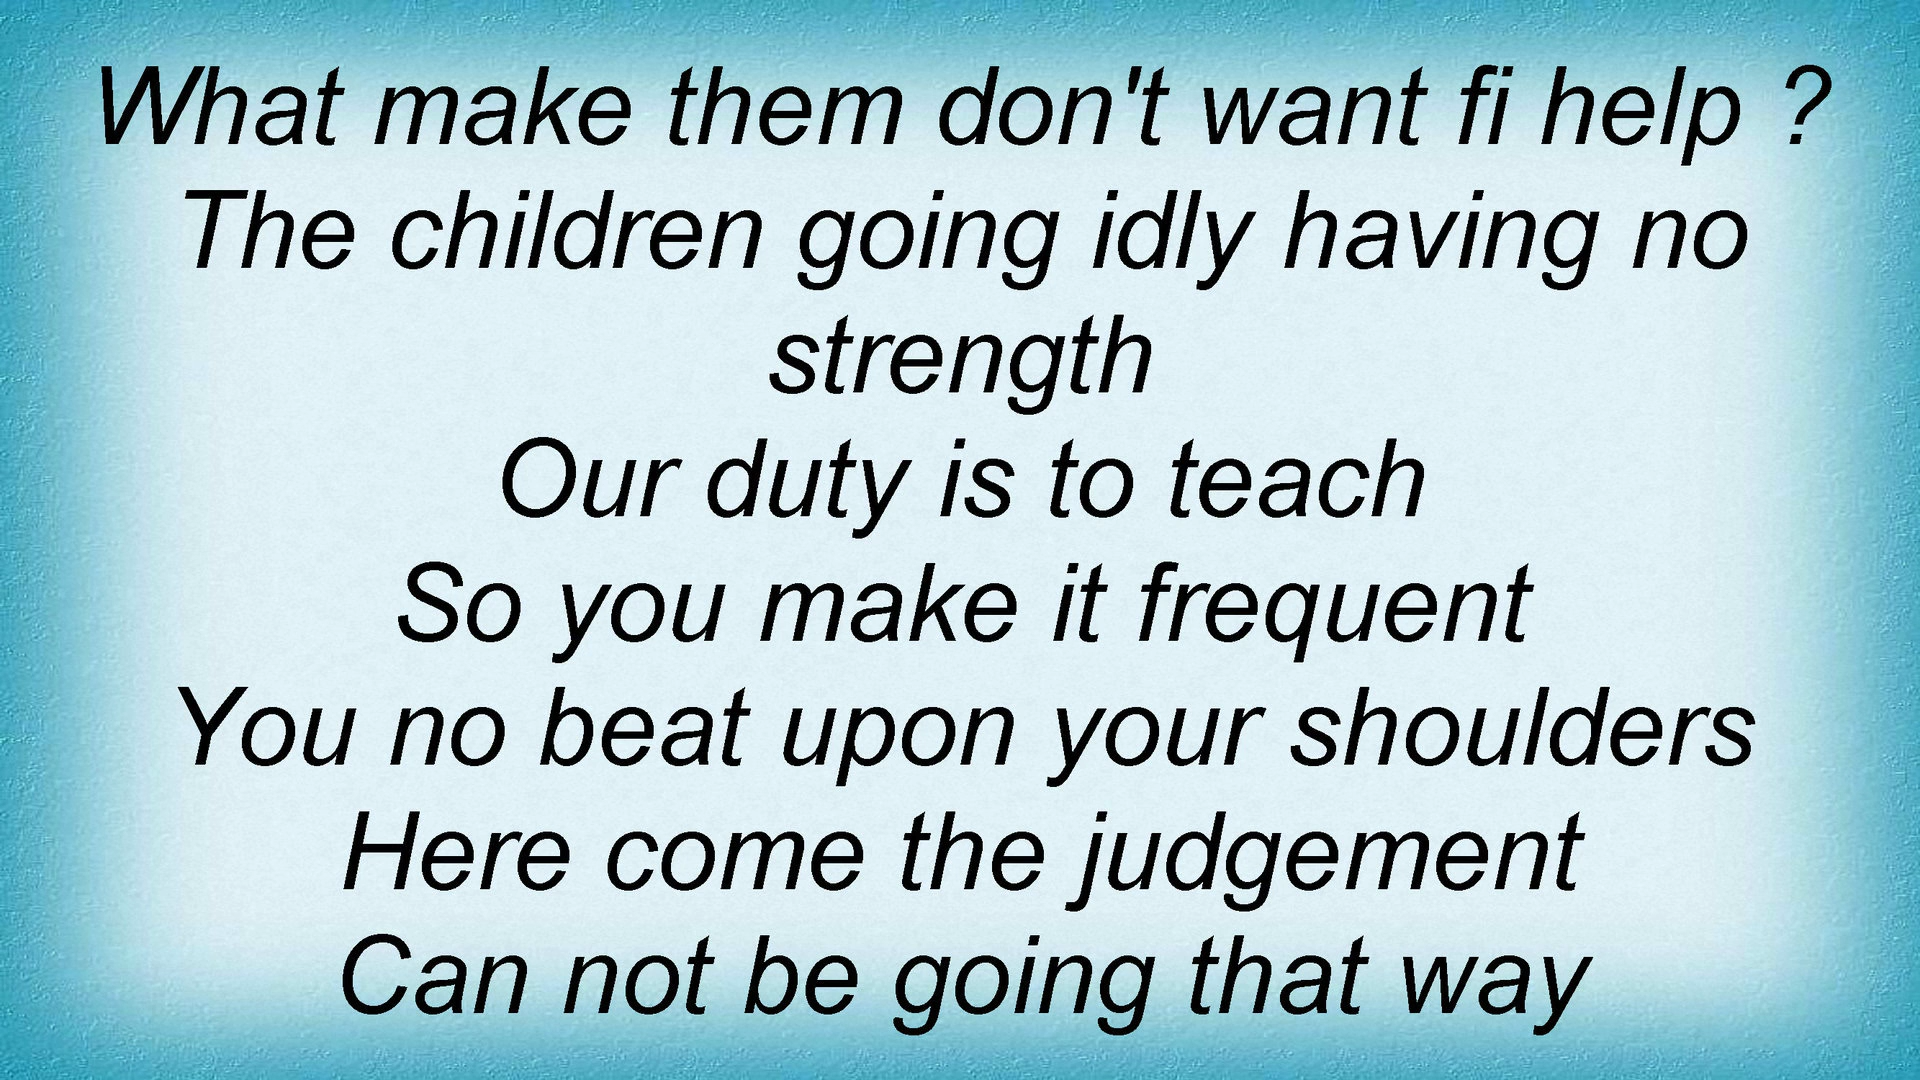 What make them don't want fi help ?
The children going idly having no
strength
Our duty is to teach
So you make it frequent
You no beat upon your shoulders
Here come the judgement
Can not be going that way